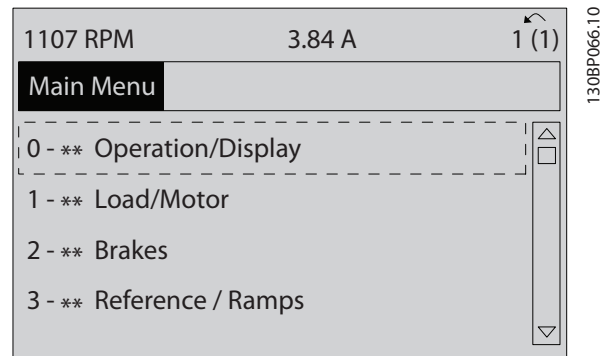 1107 RPM 3.84 A 1 (1)
Main Menu
0 - ** Operation/Display
1 - ** Load/Motor
2 - ** Brakes
3 - ** Reference / Ramps
130BP066.10